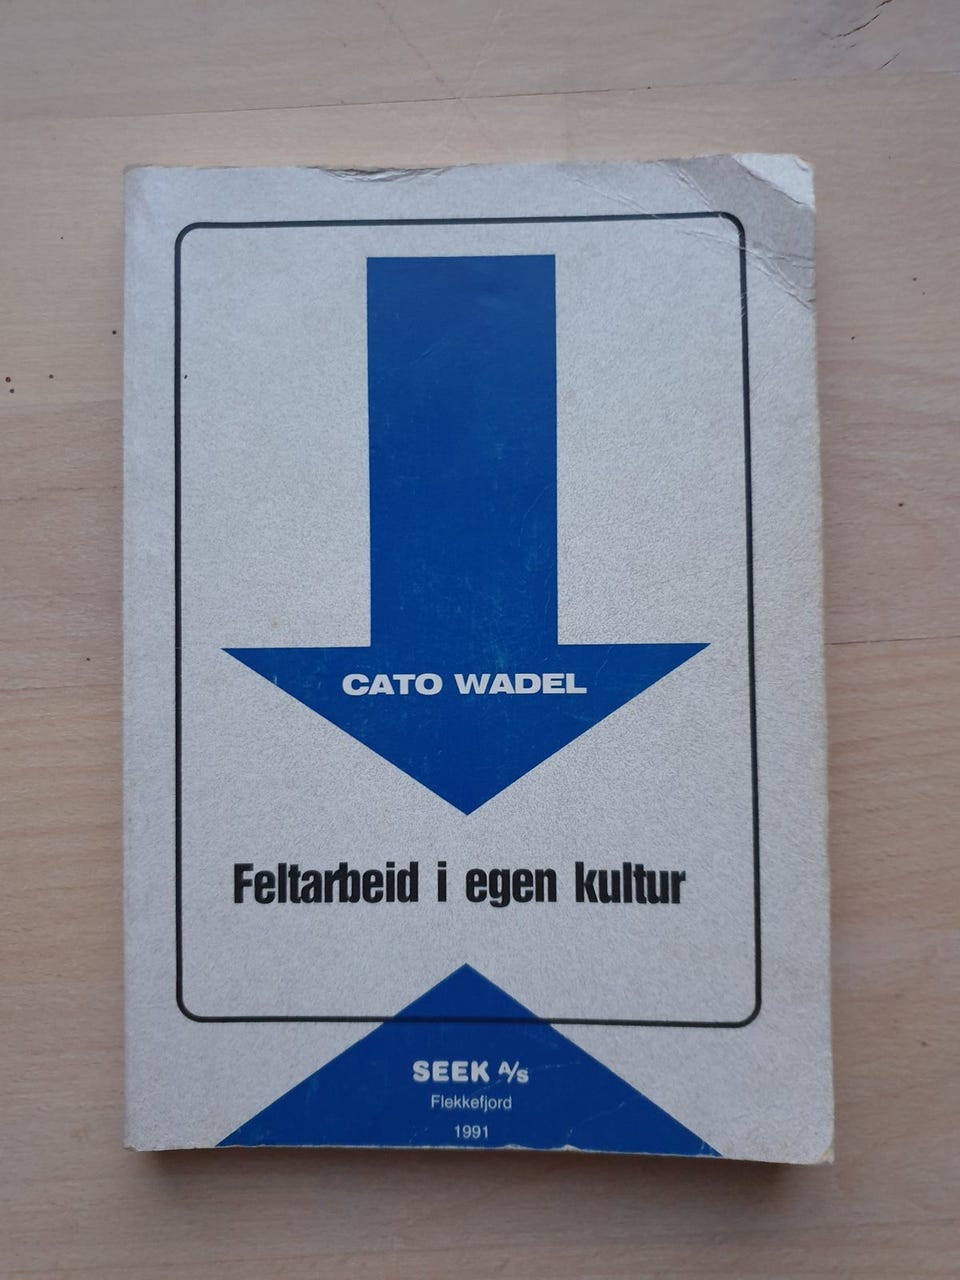 CATO WADEL
Feltarbeid i egen kultur
SEEK A/S
Flekkefjord
1991